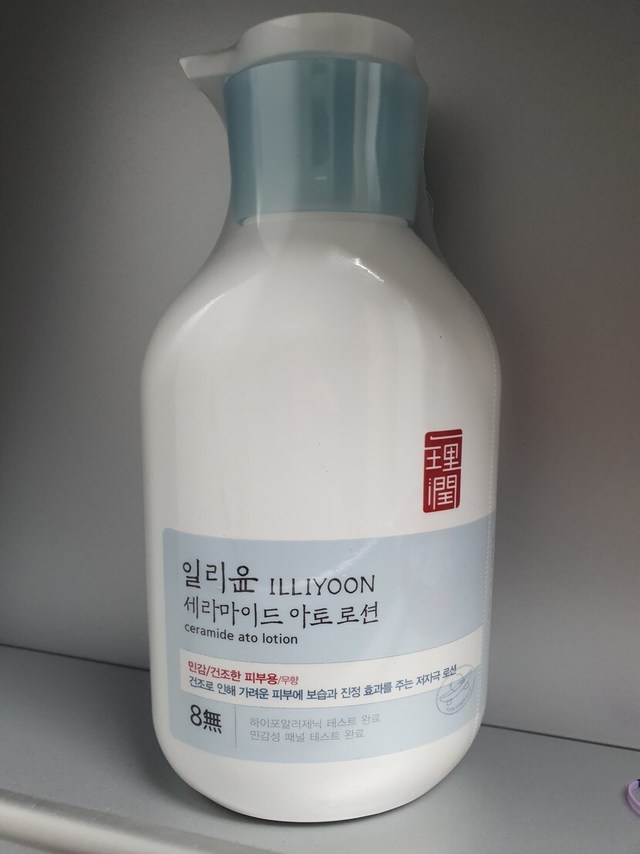 一理潤
일리윤 ILLIYOON
세라마이드 아토 로션
ceramide ato lotion
민감/건조한 피부용/무향
건조로 인해 가려운 피부에 보습과 진정 효과를 주는 저자극 로션
8無
하이포알러제닉 테스트 완료
민감성 패널 테스트 완료